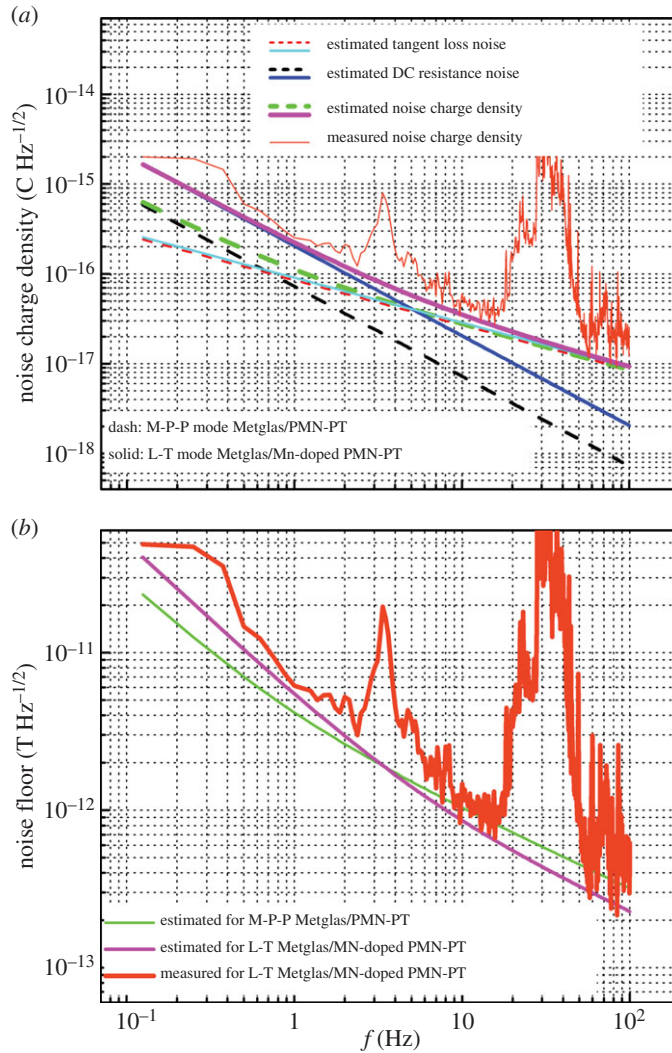 (a)
estimated tangent loss noise
estimated DC resistance noise
estimated noise charge density
measured noise charge density
10⁻¹⁴
10⁻¹⁵
10⁻¹⁶
10⁻¹⁷
10⁻¹⁸
noise charge density (C Hz⁻¹/²)
dash: M-P-P mode Metglas/PMN-PT
solid: L-T mode Metglas/Mn-doped PMN-PT
(b)
10⁻¹¹
10⁻¹²
10⁻¹³
noise floor (T Hz⁻¹/²)
estimated for M-P-P Metglas/PMN-PT
estimated for L-T Metglas/MN-doped PMN-PT
measured for L-T Metglas/MN-doped PMN-PT
10⁻¹ 1 10 10²
f (Hz)